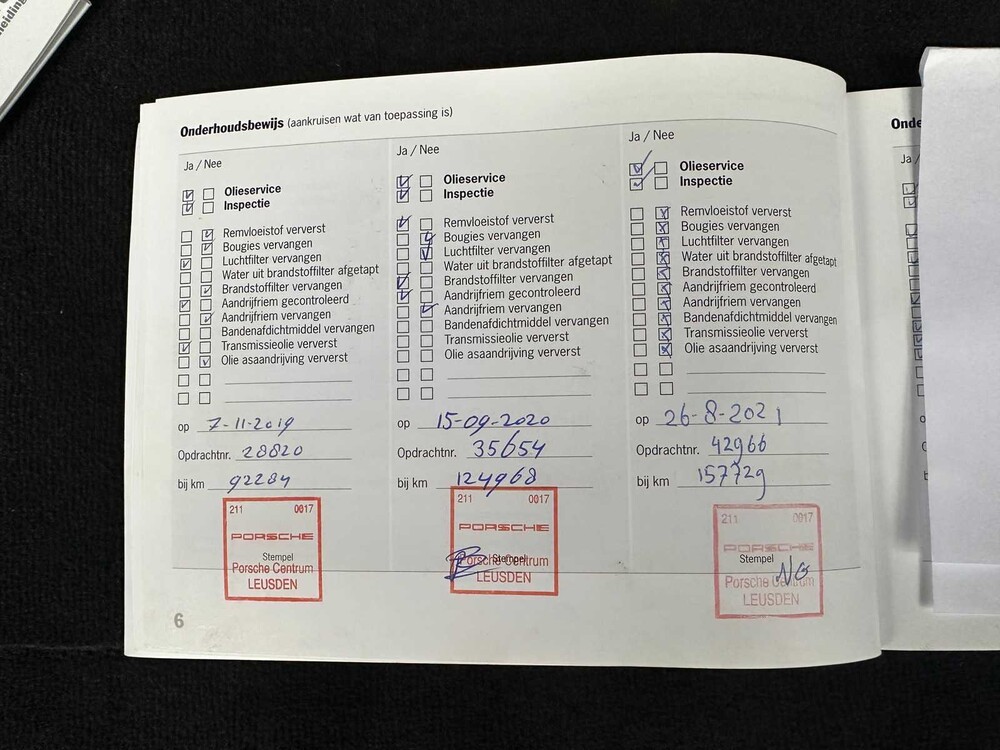 Onderhoudsbewijs (aankruisen wat van toepassing is)
Ja / Nee
Olieservice
Inspectie
Remvloeistof ververst
Bougies vervangen
Luchtfilter vervangen
Water uit brandstoffilter afgetapt
Brandstoffilter vervangen
Aandrijfriem gecontroleerd
Aandrijfriem vervangen
Bandenafdichtmiddel vervangen
Transmissieolie ververst
Olie asaandrijving ververst
op 7-11-2019
Opdrachtnr. 28820
bij km 92284
211 0017
PORSCHE
Stempel
Porsche Centrum
LEUSDEN
6
Ja / Nee
Olieservice
Inspectie
Remvloeistof ververst
Bougies vervangen
Luchtfilter vervangen
Water uit brandstoffilter afgetapt
Brandstoffilter vervangen
Aandrijfriem gecontroleerd
Aandrijfriem vervangen
Bandenafdichtmiddel vervangen
Transmissieolie ververst
Olie asaandrijving ververst
op 15-09-2020
Opdrachtnr. 35654
bij km 124968
211 0017
PORSCHE
Stempel
Porsche Centrum
LEUSDEN
Ja / Nee
Olieservice
Inspectie
Remvloeistof ververst
Bougies vervangen
Luchtfilter vervangen
Water uit brandstoffilter afgetapt
Brandstoffilter vervangen
Aandrijfriem gecontroleerd
Aandrijfriem vervangen
Bandenafdichtmiddel vervangen
Transmissieolie ververst
Olie asaandrijving ververst
op 26-8-2021
Opdrachtnr. 42966
bij km 157729
211 0017
PORSCHE
Stempel
Porsche Centrum
LEUSDEN
Onde
Ja /